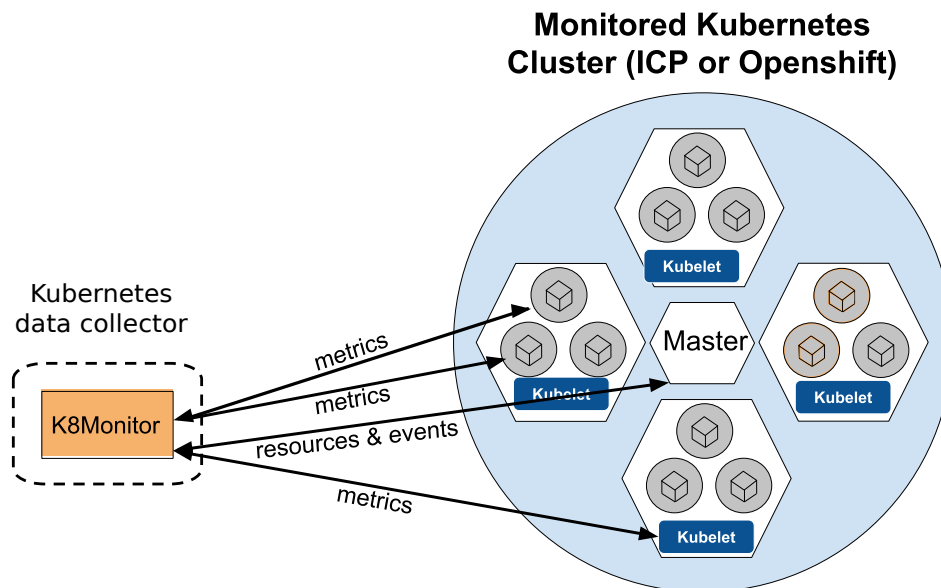 Monitored Kubernetes
Cluster (ICP or Openshift)
Kubelet
Kubernetes
data collector
metrics
Master
Kubelet
Kubelet
metrics
K8Monitor
resources & events
metrics
Kubelet